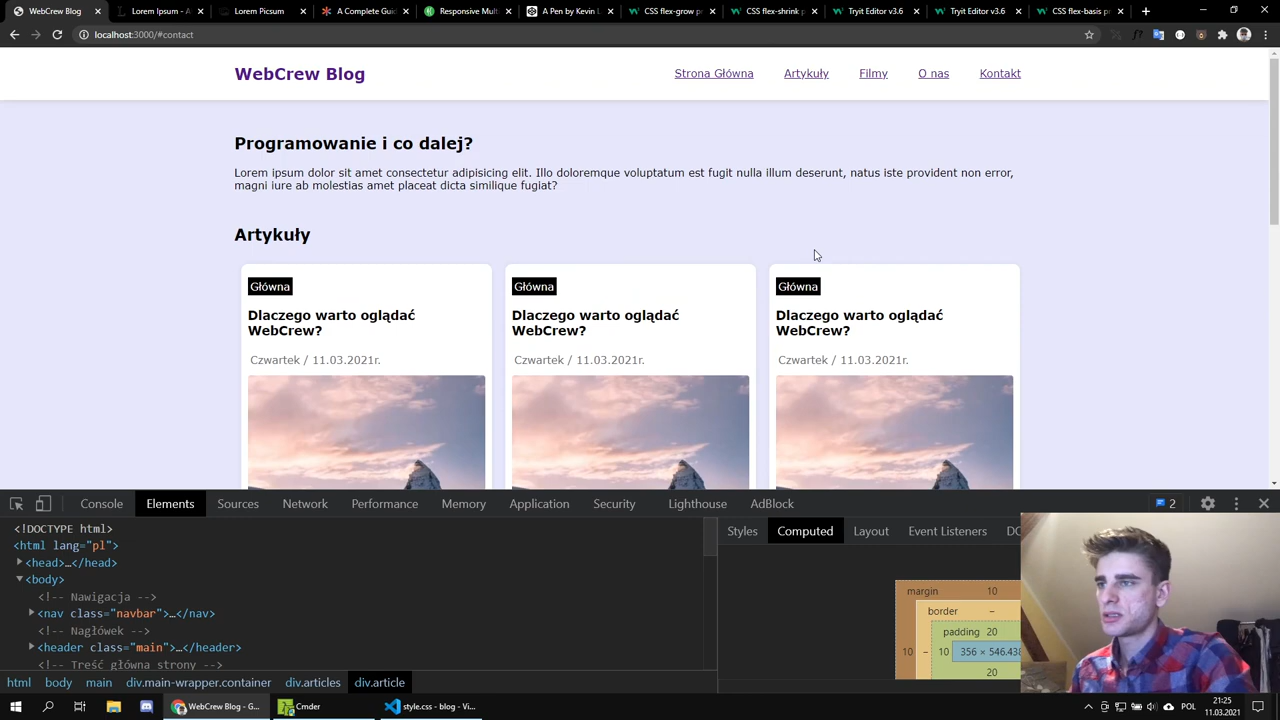 WebCrew Blog - G
Lorem Ipsum - A
Lorem Picsum
A Complete Guid
Responsive Multi
A Pen by Kevin L
CSS flex-grow pr
CSS flex-shrink p
Tryit Editor v3.6
Tryit Editor v3.6
CSS flex-basis p
localhost:3000/#contact
WebCrew Blog
Strona Główna
Artykuły
Filmy
O nas
Kontakt
Programowanie i co dalej?
Lorem ipsum dolor sit amet consectetur adipisicing elit. Illo doloremque voluptatum est fugit nulla illum deserunt, natus iste provident non error,
magni iure ab molestias amet placeat dicta similique fugiat?
Artykuły
Główna
Dlaczego warto oglądać
WebCrew?
Czwartek / 11.03.2021r.
Główna
Dlaczego warto oglądać
WebCrew?
Czwartek / 11.03.2021r.
Główna
Dlaczego warto oglądać
WebCrew?
Czwartek / 11.03.2021r.
Console
Elements
Sources
Network
Performance
Memory
Application
Security
Lighthouse
AdBlock
2
<!DOCTYPE html>
<html lang="pl">
<head>…</head>
<body>
<!-- Nawigacja -->
<nav class="navbar">…</nav>
<!-- Nagłówek -->
<header class="main">…</header>
<!-- Treść główna strony -->
html body main div.main-wrapper.container div.articles div.article
Styles
Computed
Layout
Event Listeners
DO
margin 10
border –
padding 20
10 – 10 356 × 546.438
20
WebCrew Blog - G...
Cmder
style.css - blog - Vi...
POL
21:25
11.03.2021